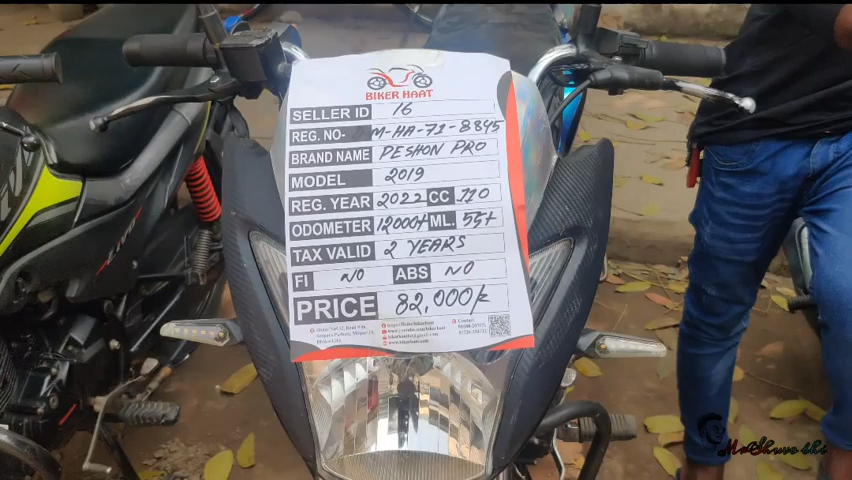 BIKER HAAT
SELLER ID 16
REG. NO- M-HA-71-8845
BRAND NAME PESHON PRO
MODEL 2019
REG. YEAR 2022 CC 110
ODOMETER 12000+ ML. 55+
TAX VALID 2 YEARS
FI NO ABS NO
PRICE 82,000/-